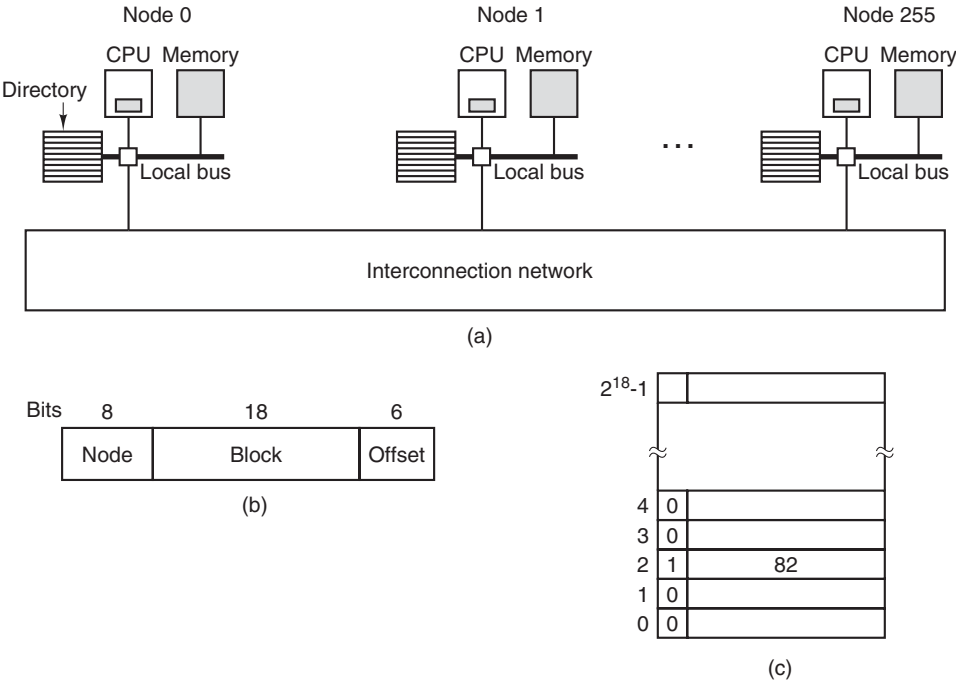 Node 0 Node 1 Node 255
CPU Memory CPU Memory CPU Memory
Directory
...
Local bus Local bus Local bus
Interconnection network
(a)
Bits 8 18 6
Node Block Offset
(b)
2^18-1
4 0
3 0
2 1 82
1 0
0 0
(c)